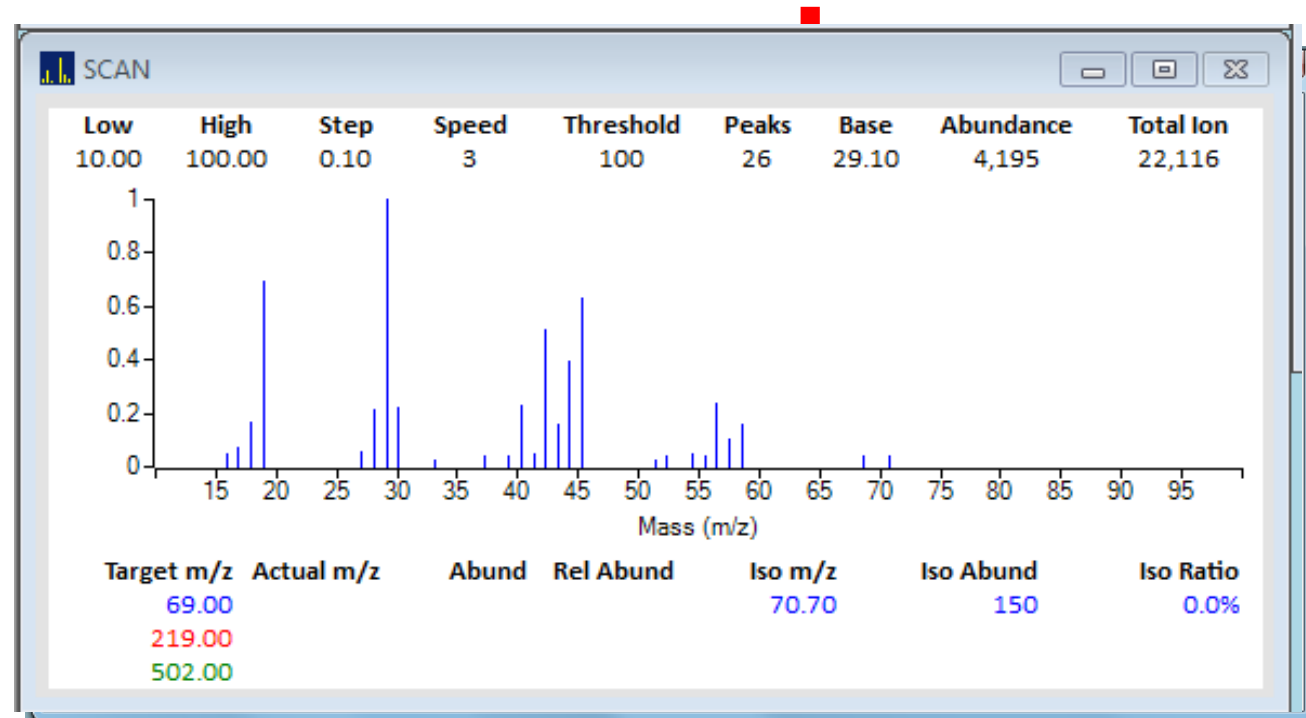 SCAN
Low High Step Speed Threshold Peaks Base Abundance Total Ion
10.00 100.00 0.10 3 100 26 29.10 4,195 22,116
1
0.8
0.6
0.4
0.2
0
15 20 25 30 35 40 45 50 55 60 65 70 75 80 85 90 95
Mass (m/z)
Target m/z Actual m/z Abund Rel Abund Iso m/z Iso Abund Iso Ratio
69.00 70.70 150 0.0%
219.00
502.00